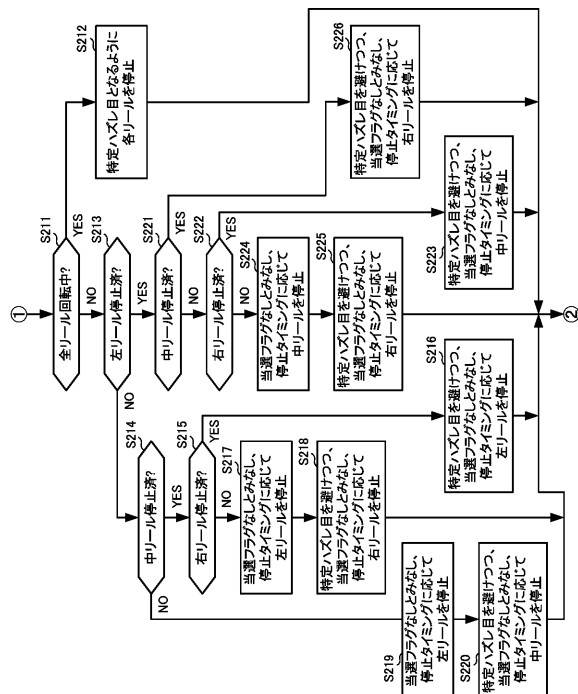 ①
S211
全リール回転中?
YES
NO
S212
特定ハズレ目となるように
各リールを停止
S213
左リール停止済?
YES
NO
S221
中リール停止済?
YES
NO
S222
右リール停止済?
YES
NO
S224
当選フラグなしとみなし、
停止タイミングに応じて
中リールを停止
S225
特定ハズレ目を避けつつ、
当選フラグなしとみなし、
停止タイミングに応じて
右リールを停止
S226
特定ハズレ目を避けつつ、
当選フラグなしとみなし、
停止タイミングに応じて
右リールを停止
S223
特定ハズレ目を避けつつ、
当選フラグなしとみなし、
停止タイミングに応じて
中リールを停止
S214
中リール停止済?
YES
NO
S215
右リール停止済?
YES
NO
S217
当選フラグなしとみなし、
停止タイミングに応じて
左リールを停止
S218
特定ハズレ目を避けつつ、
当選フラグなしとみなし、
停止タイミングに応じて
右リールを停止
S216
特定ハズレ目を避けつつ、
当選フラグなしとみなし、
停止タイミングに応じて
左リールを停止
S219
当選フラグなしとみなし、
停止タイミングに応じて
左リールを停止
S220
特定ハズレ目を避けつつ、
当選フラグなしとみなし、
停止タイミングに応じて
中リールを停止
②